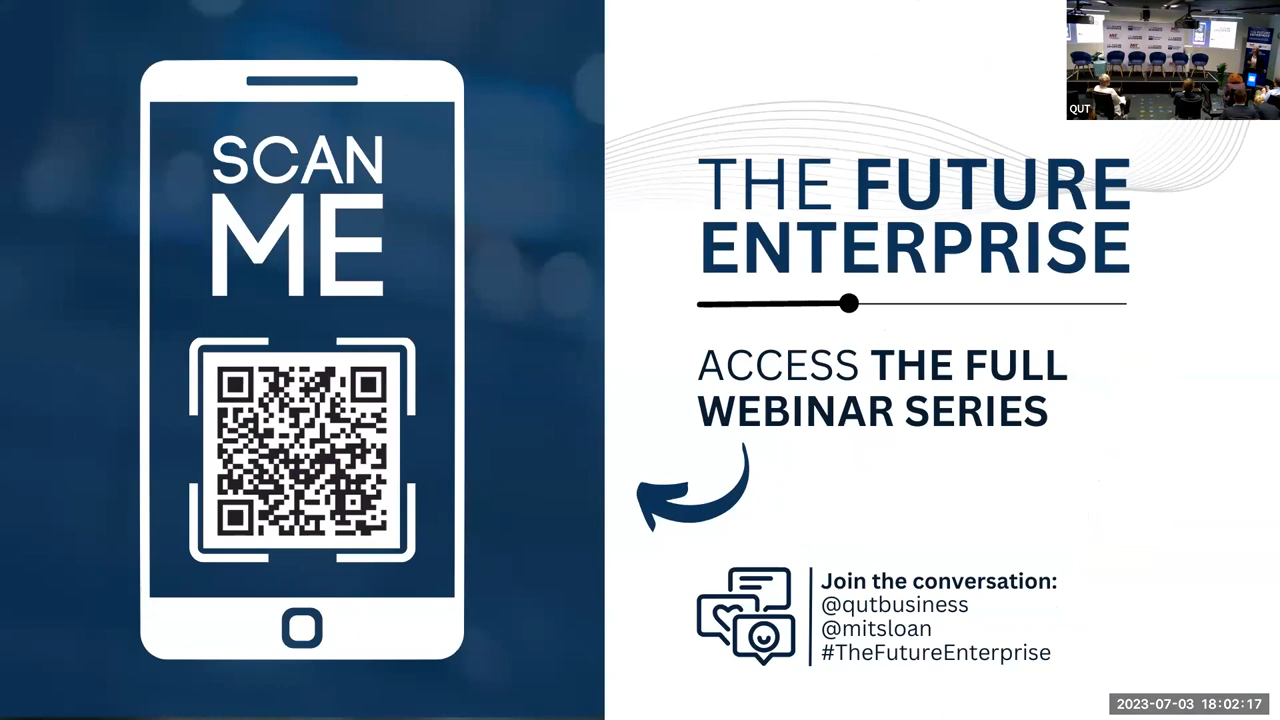 SCAN
ME
THE FUTURE
ENTERPRISE
ACCESS THE FULL
WEBINAR SERIES
Join the conversation:
@qutbusiness
@mitsloan
#TheFutureEnterprise
QUT
2023-07-03 18:02:17